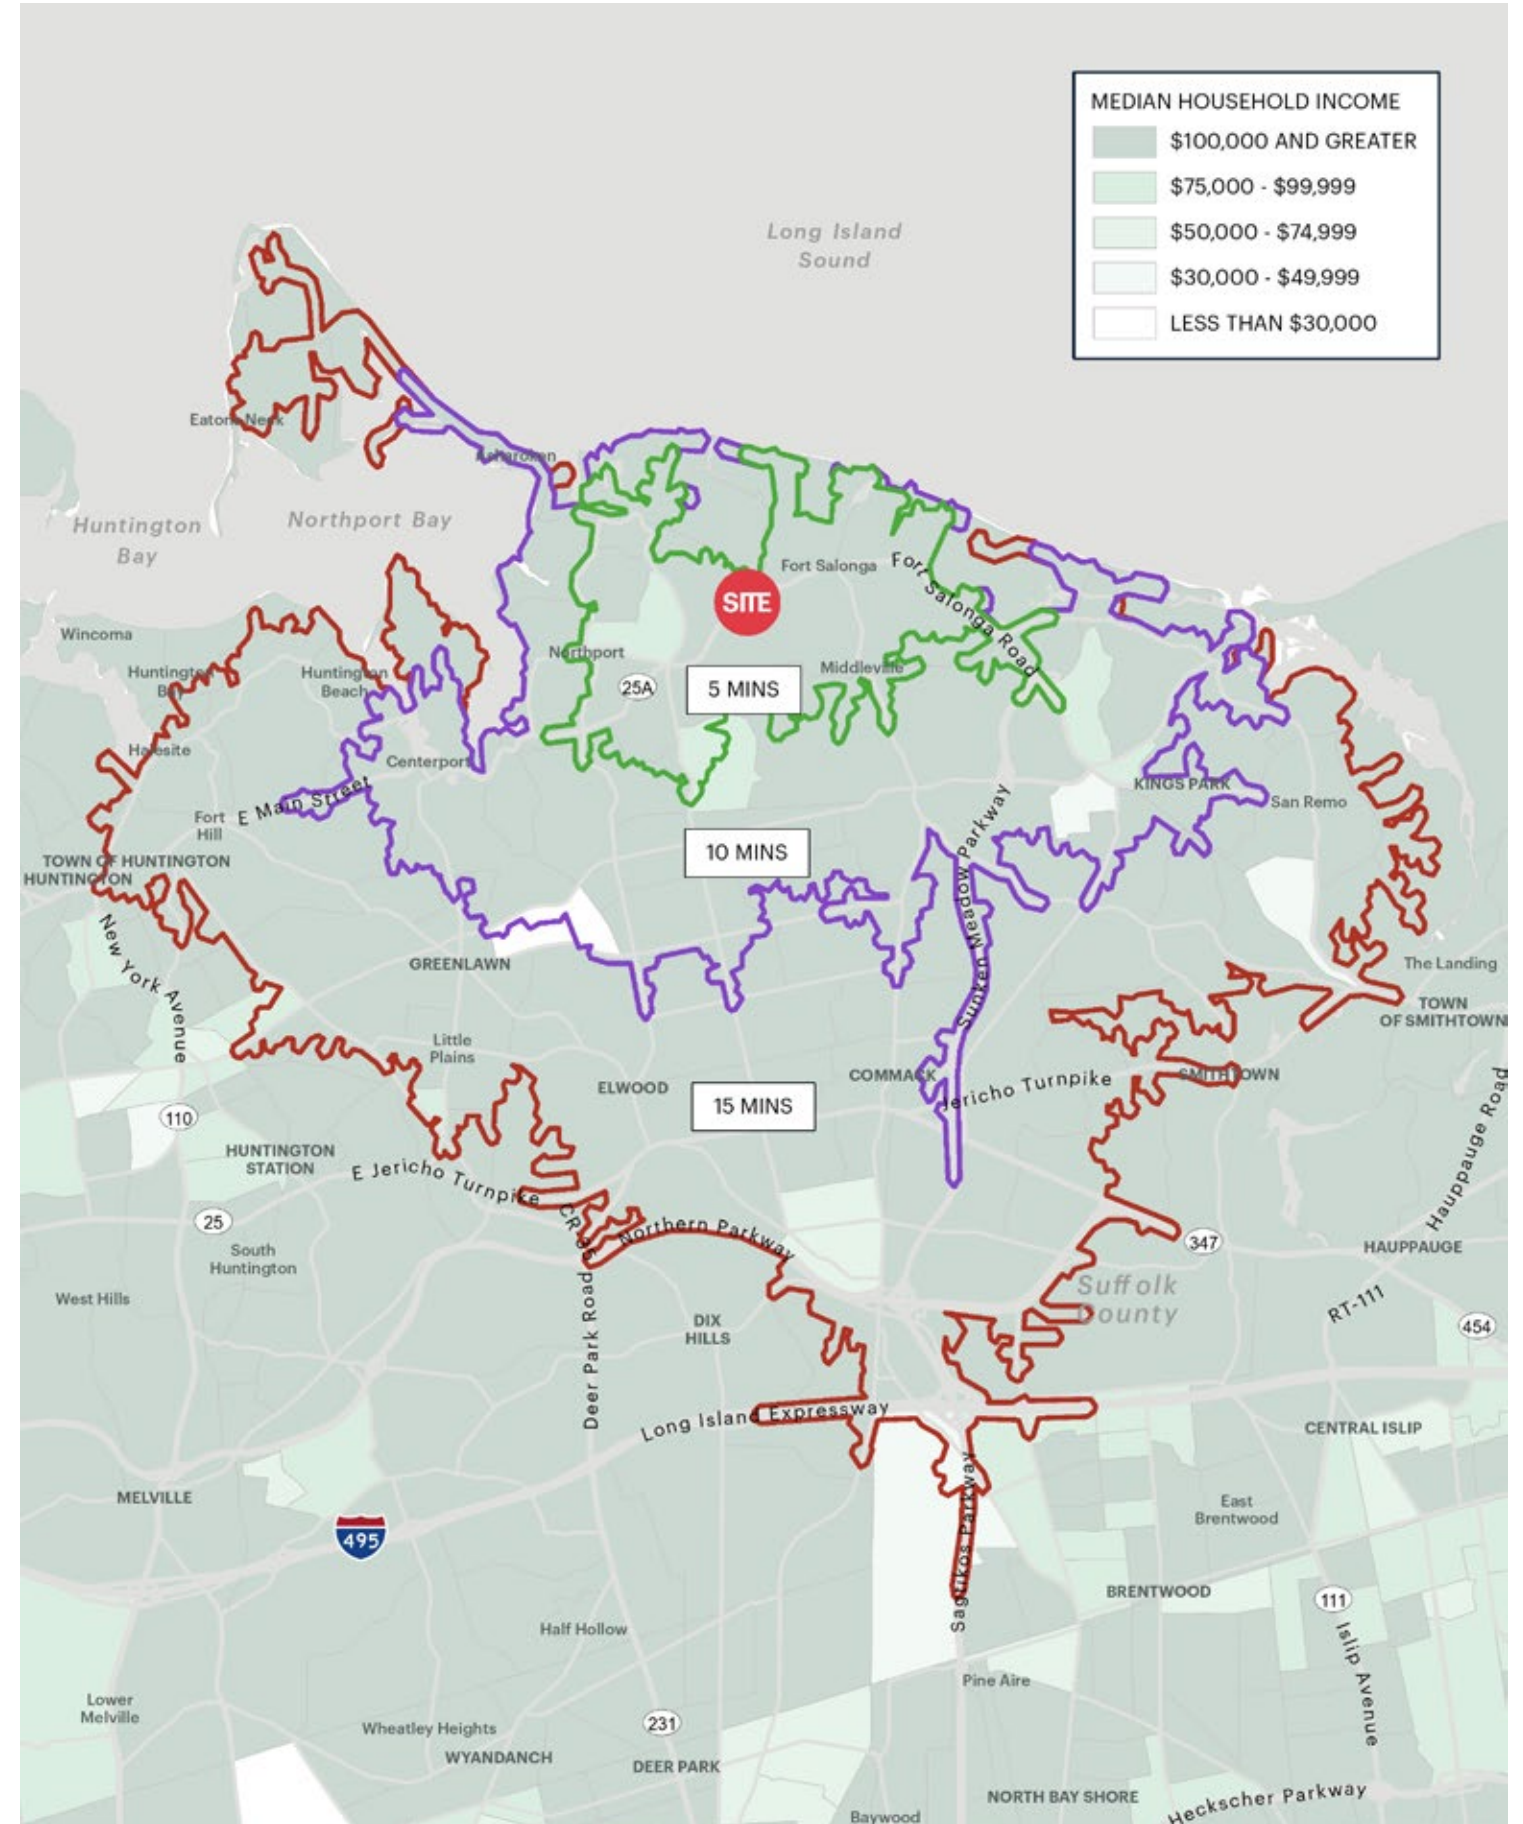 MEDIAN HOUSEHOLD INCOME
$100,000 AND GREATER
$75,000 - $99,999
$50,000 - $74,999
$30,000 - $49,999
LESS THAN $30,000
Long Island
Sound
Eatons Neck
Asharoken
Huntington
Bay
Northport Bay
Fort Salonga
Fort Salonga Road
SITE
Wincoma
Northport
Huntington
Bay
Huntington
Beach
Middleville
25A
5 MINS
Halesite
Centerport
KINGS PARK
San Remo
E Main Street
Fort
Hill
Sunken Meadow Parkway
10 MINS
TOWN OF HUNTINGTON
HUNTINGTON
New York Avenue
GREENLAWN
The Landing
TOWN
OF SMITHTOWN
Little
Plains
ELWOOD
COMMACK
Jericho Turnpike
SMITHTOWN
15 MINS
110
Hauppauge Road
HUNTINGTON
STATION
E Jericho Turnpike
CR-35
25
Northern Parkway
347
HAUPPAUGE
South
Huntington
West Hills
Suffolk
County
RT-111
454
DIX
HILLS
Deer Park Road
Long Island Expressway
CENTRAL ISLIP
MELVILLE
495
Sagtikos Parkway
East
Brentwood
BRENTWOOD
111
Islip Avenue
Half Hollow
Pine Aire
Lower
Melville
Wheatley Heights
231
WYANDANCH
DEER PARK
NORTH BAY SHORE
Heckscher Parkway
Baywood